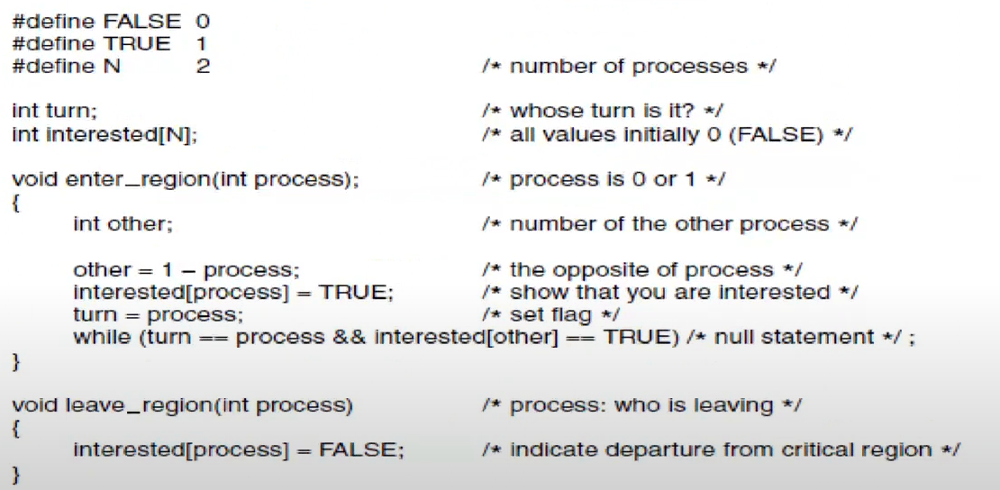 #define FALSE 0
#define TRUE 1
#define N 2 /* number of processes */
int turn; /* whose turn is it? */
int interested[N]; /* all values initially 0 (FALSE) */
void enter_region(int process); /* process is 0 or 1 */
{
int other; /* number of the other process */
other = 1 – process; /* the opposite of process */
interested[process] = TRUE; /* show that you are interested */
turn = process; /* set flag */
while (turn == process && interested[other] == TRUE) /* null statement */ ;
}
void leave_region(int process) /* process: who is leaving */
{
interested[process] = FALSE; /* indicate departure from critical region */
}